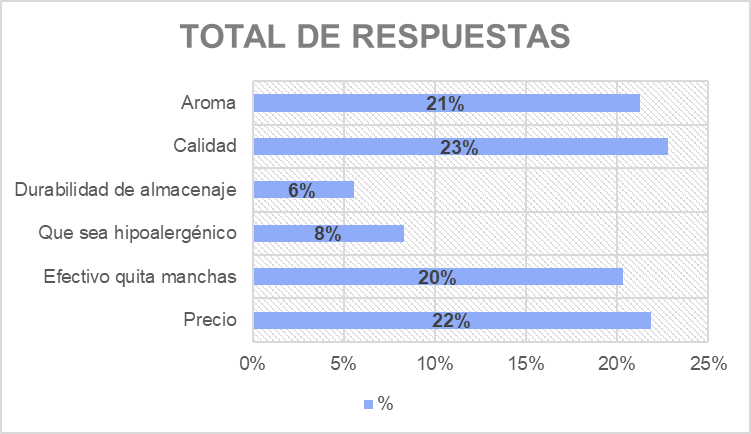 TOTAL DE RESPUESTAS
Aroma
21%
Calidad
23%
Durabilidad de almacenaje
6%
Que sea hipoalergénico
8%
Efectivo quita manchas
20%
Precio
22%
0% 5% 10% 15% 20% 25%
%